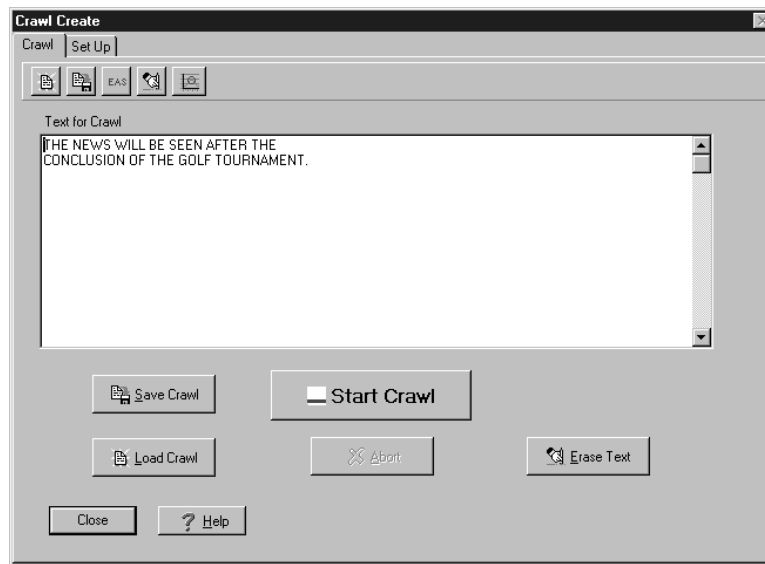 Crawl Create
Crawl Set Up
EAS
Text for Crawl
THE NEWS WILL BE SEEN AFTER THE
CONCLUSION OF THE GOLF TOURNAMENT.
Save Crawl Start Crawl
Load Crawl Abort Erase Text
Close ? Help